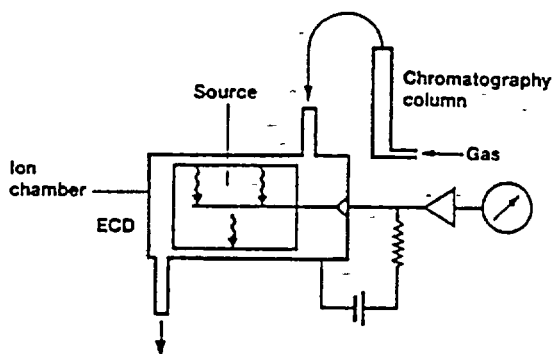 Source
Chromatography
column
Gas
Ion
chamber
ECD